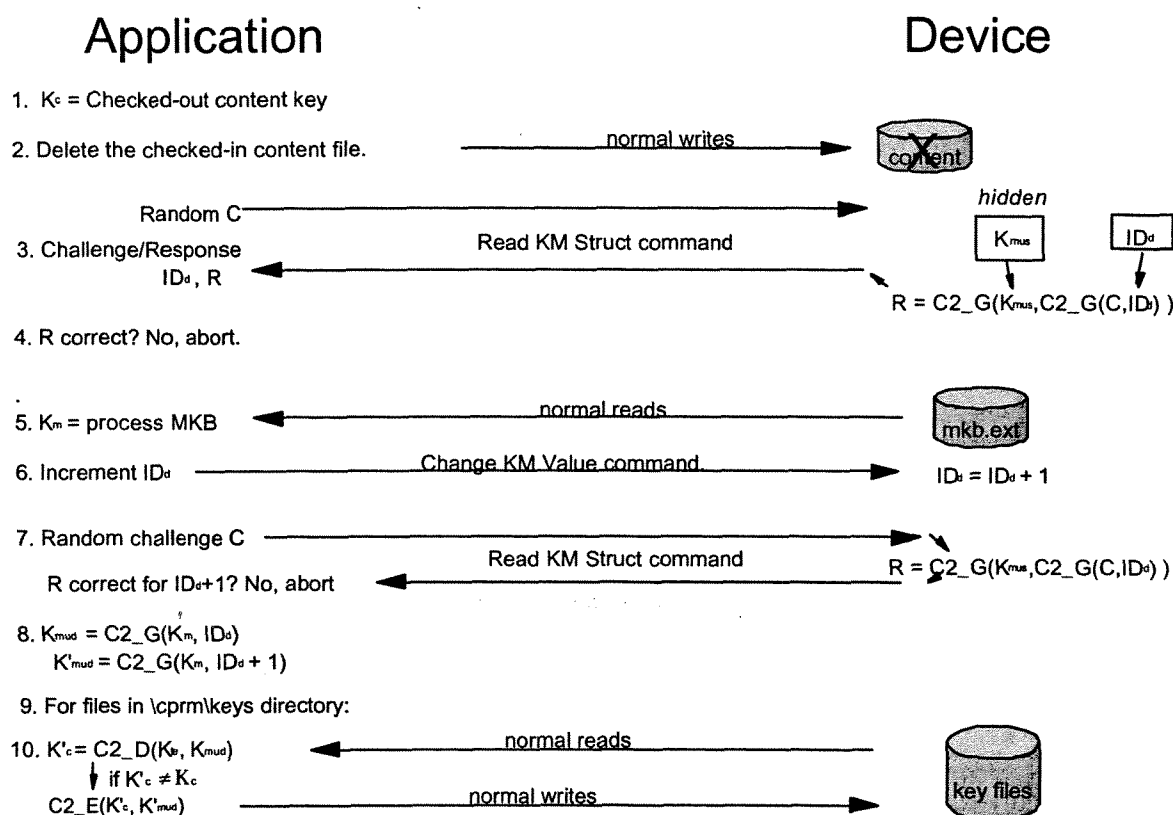 Application
Device
1. Kc = Checked-out content key
2. Delete the checked-in content file.
normal writes
content
Random C
hidden
Kmus
IDd
3. Challenge/Response
Read KM Struct command
IDd , R
R = C2_G(Kmus,C2_G(C,IDd) )
4. R correct? No, abort.
5. Km = process MKB
normal reads
mkb.ext
6. Increment IDd
Change KM Value command
IDd = IDd + 1
7. Random challenge C
Read KM Struct command
R = C2_G(Kmus,C2_G(C,IDd) )
R correct for IDd+1? No, abort
8. Kmud = C2_G(Km, IDd)
K'mud = C2_G(Km, IDd + 1)
9. For files in \cprm\keys directory:
10. K'c = C2_D(K, Kmud)
normal reads
if K'c ≠ Kc
C2_E(K'c, K'mud)
normal writes
key files